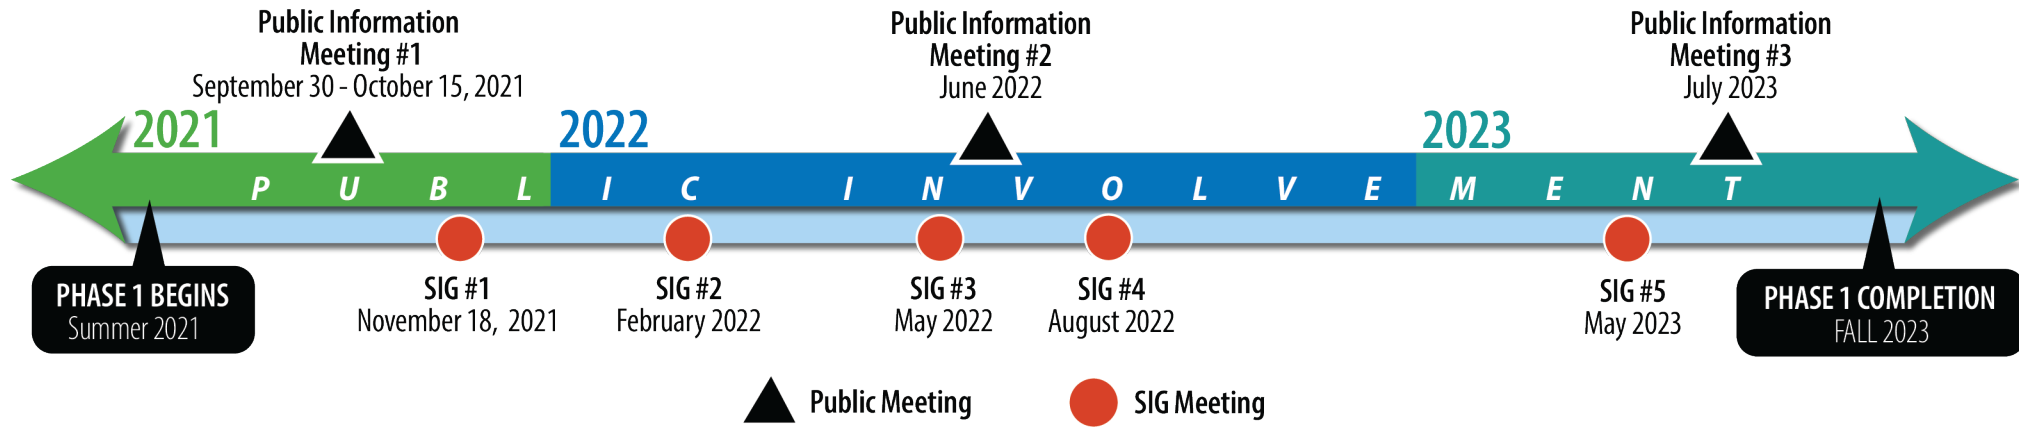 Public Information
Meeting #1
September 30 - October 15, 2021
Public Information
Meeting #2
June 2022
Public Information
Meeting #3
July 2023
2021
2022
2023
PUBLIC INVOLVEMENT
PHASE 1 BEGINS
Summer 2021
SIG #1
November 18, 2021
SIG #2
February 2022
SIG #3
May 2022
SIG #4
August 2022
SIG #5
May 2023
PHASE 1 COMPLETION
FALL 2023
Public Meeting
SIG Meeting